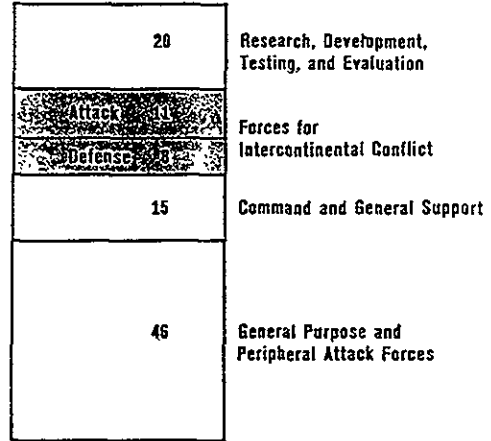 20 Research, Development,
Testing, and Evaluation
Attack 11
Forces for
Intercontinental Conflict
Defense 8
15 Command and General Support
46 General Purpose and
Peripheral Attack Forces